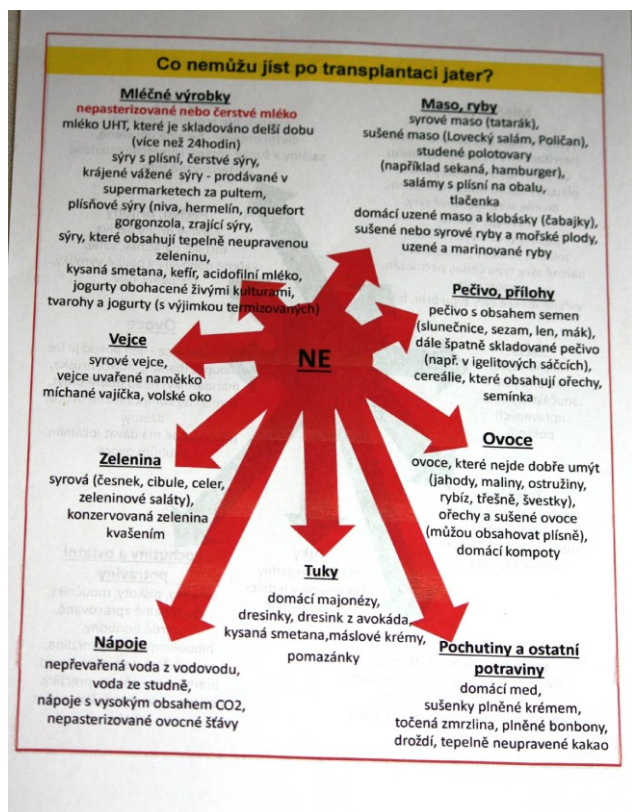 Co nemůžu jíst po transplantaci jater?
Mléčné výrobky
nepasterizované nebo čerstvé mléko
mléko UHT, které je skladováno delší dobu
(více než 24hodin)
sýry s plísní, čerstvé sýry,
krájené vážené sýry - prodávané v
supermarketech za pultem,
plísňové sýry (niva, hermelín, roquefort
gorgonzola, zrající sýry,
sýry, které obsahují tepelně neupravenou
zeleninu,
kysaná smetana, kefír, acidofilní mléko,
jogurty obohacené živými kulturami,
tvarohy a jogurty (s výjimkou termizovaných)
Maso, ryby
syrové maso (tatarák),
sušené maso (Lovecký salám, Poličan),
studené polotovary
(například sekaná, hamburger),
salámy s plísní na obalu,
tlačenka
domácí uzené maso a klobásky (čabajky),
sušené nebo syrové ryby a mořské plody,
uzené a marinované ryby
Pečivo, přílohy
pečivo s obsahem semen
(slunečnice, sezam, len, mák),
dále špatně skladované pečivo
(např. v igelitových sáčcích),
cereálie, které obsahují ořechy,
semínka
NE
Vejce
syrové vejce,
vejce uvařené naměkko
míchané vajíčka, volské oko
Zelenina
syrová (česnek, cibule, celer,
zeleninové saláty),
konzervovaná zelenina
kvašením
Ovoce
ovoce, které nejde dobře umýt
(jahody, maliny, ostružiny,
rybíz, třešně, švestky),
ořechy a sušené ovoce
(můžou obsahovat plísně),
domácí kompoty
Tuky
domácí majonézy,
dresinky, dresink z avokáda,
kysaná smetana,máslové krémy,
pomazánky
Nápoje
nepřevařená voda z vodovodu,
voda ze studně,
nápoje s vysokým obsahem CO2,
nepasterizované ovocné šťávy
Pochutiny a ostatní
potraviny
domácí med,
sušenky plněné krémem,
točená zmrzlina, plněné bonbony,
droždí, tepelně neupravené kakao